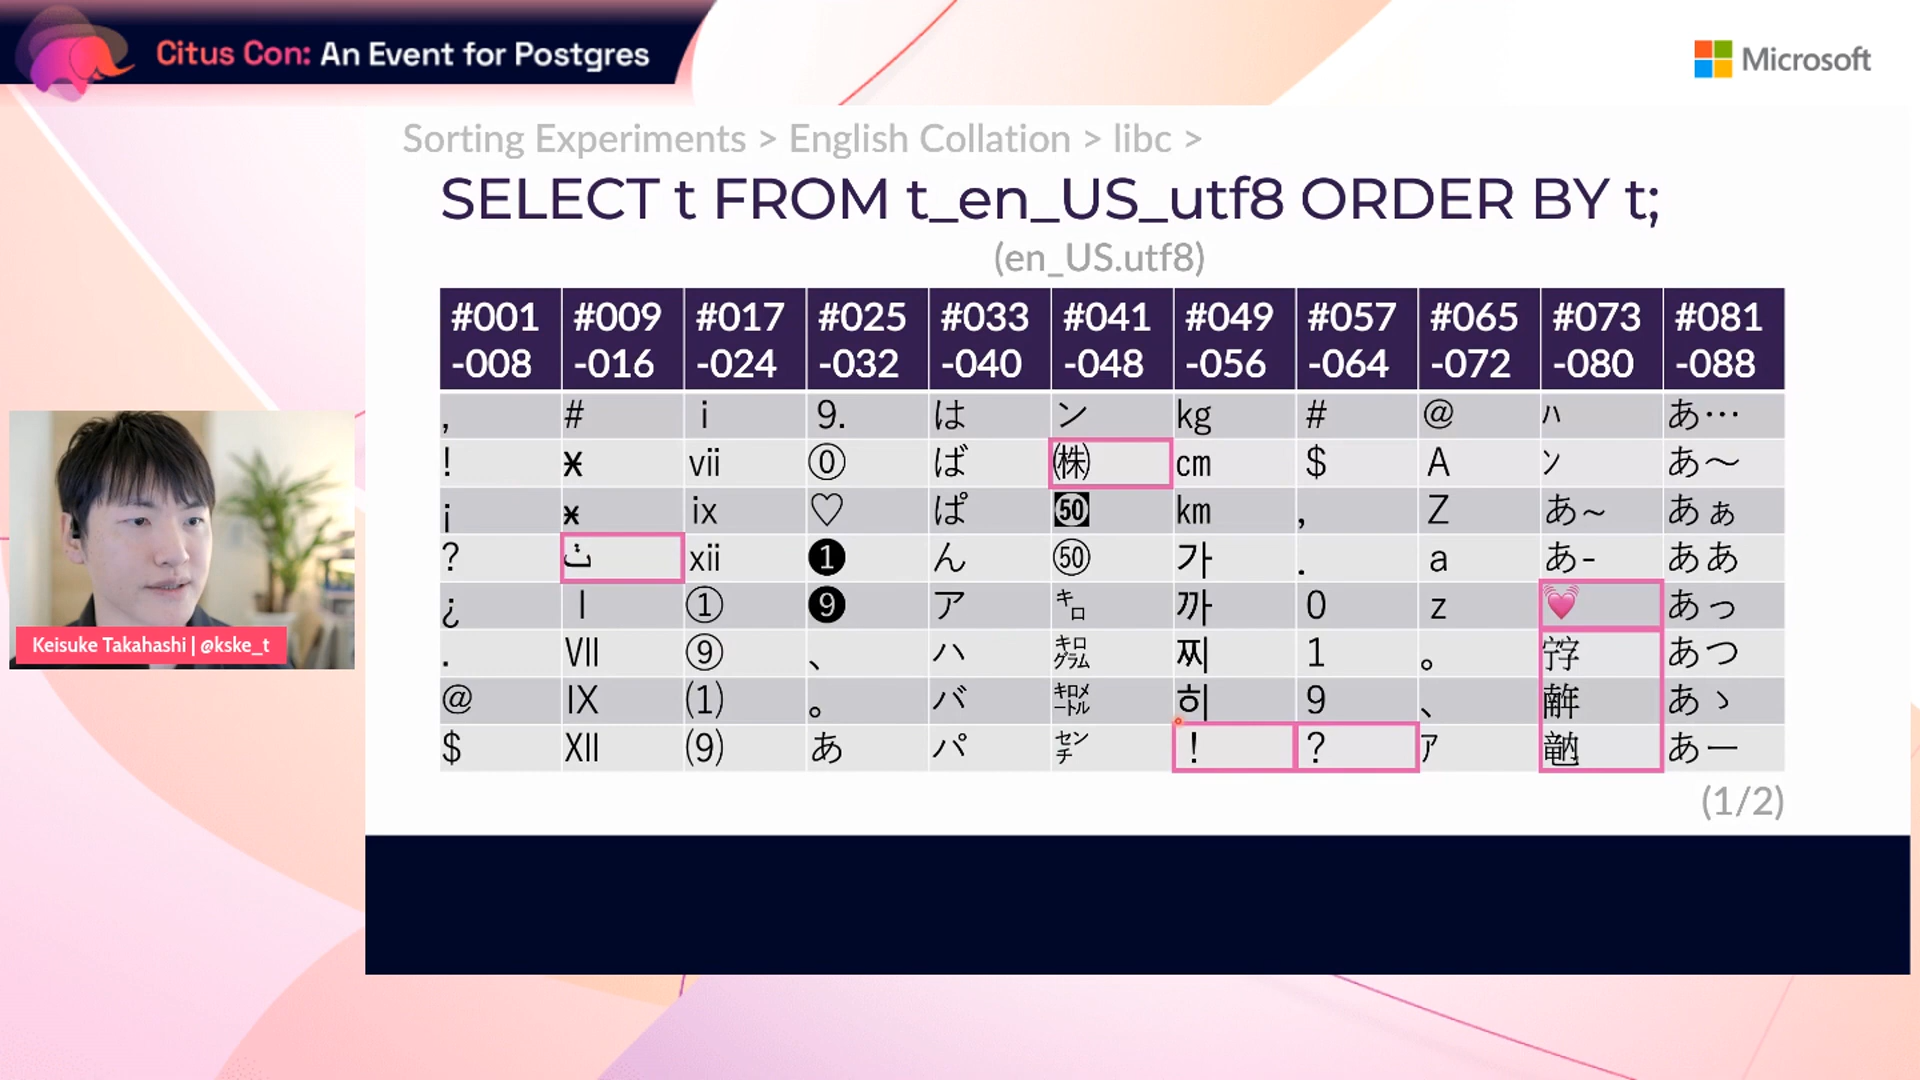 Citus Con: An Event for Postgres
Microsoft
Sorting Experiments > English Collation > libc >
SELECT t FROM t_en_US_utf8 ORDER BY t;
(en_US.utf8)
#001 -008 #009 -016 #017 -024 #025 -032 #033 -040 #041 -048 #049 -056 #057 -064 #065 -072 #073 -080 #081 -088
, # ⅰ 9. は ン ㎏ # @ ﾊ あ…
! ⅶ ⓪ ば ㈱ ㎝ $ A ﾝ あ～
¡ ⅸ ♡ ぱ 50 ㎞ , Z あ~ あぁ
? ث ⅻ ❶ ん ㊿ 가 . a あ- ああ
¿ Ⅰ ① ❾ ア ㌔ 까 0 z 💓 あっ
. Ⅶ ⑨ 、 ハ ㌕ 찌 1 。 あつ
@ Ⅸ ⑴ 。 バ ㌖ 히 9 、 あゝ
$ Ⅻ ⑼ あ パ ㌢ ! ? ｱ あー
(1/2)
Keisuke Takahashi | @kske_t